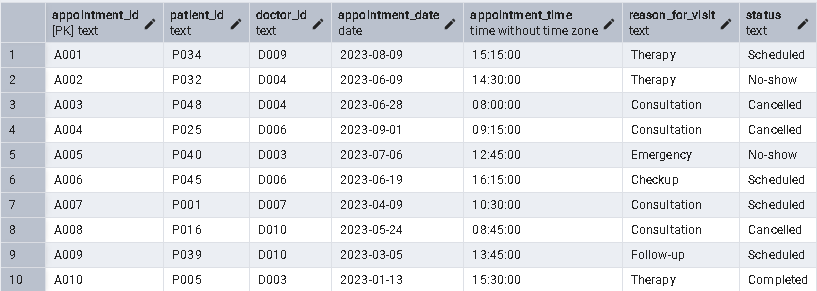 appointment_id patient_id doctor_id appointment_date appointment_time reason_for_visit status
[PK] text text text date time without time zone text text
1 A001 P034 D009 2023-08-09 15:15:00 Therapy Scheduled
2 A002 P032 D004 2023-06-09 14:30:00 Therapy No-show
3 A003 P048 D004 2023-06-28 08:00:00 Consultation Cancelled
4 A004 P025 D006 2023-09-01 09:15:00 Consultation Cancelled
5 A005 P040 D003 2023-07-06 12:45:00 Emergency No-show
6 A006 P045 D006 2023-06-19 16:15:00 Checkup Scheduled
7 A007 P001 D007 2023-04-09 10:30:00 Consultation Scheduled
8 A008 P016 D010 2023-05-24 08:45:00 Consultation Cancelled
9 A009 P039 D010 2023-03-05 13:45:00 Follow-up Scheduled
10 A010 P005 D003 2023-01-13 15:30:00 Therapy Completed